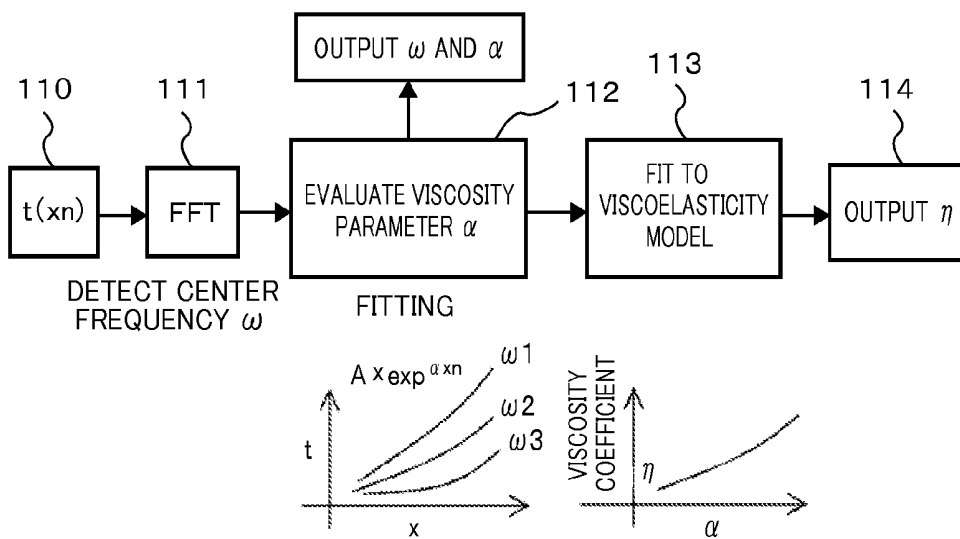 OUTPUT ω AND α
110
111
112
113
114
t(xn)
FFT
EVALUATE VISCOSITY
PARAMETER α
FIT TO
VISCOELASTICITY
MODEL
OUTPUT η
DETECT CENTER
FREQUENCY ω
FITTING
A x exp^α xn
ω1
ω2
ω3
t
x
VISCOSITY
COEFFICIENT
η
α